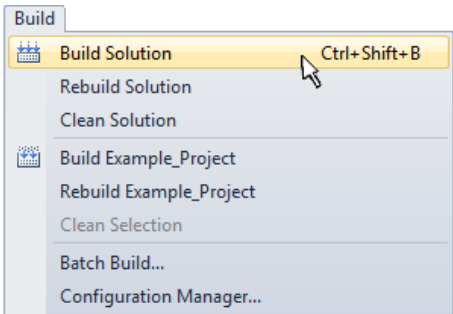 Build
Build Solution Ctrl+Shift+B
Rebuild Solution
Clean Solution
Build Example_Project
Rebuild Example_Project
Clean Selection
Batch Build...
Configuration Manager...